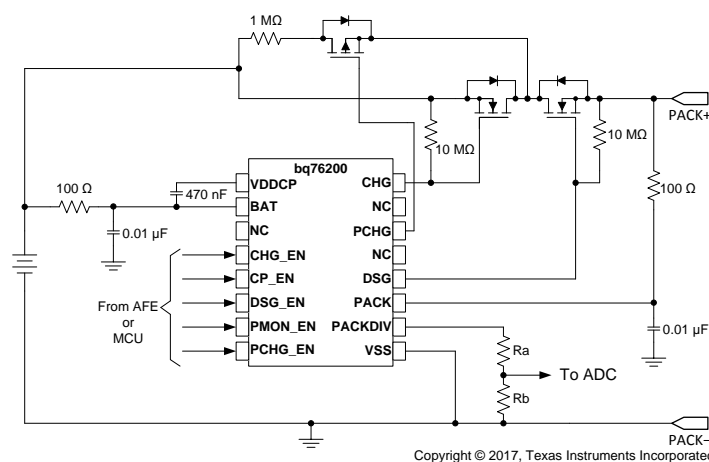 1 MΩ
PACK+
10 MΩ
10 MΩ
bq76200
100 Ω
VDDCP
CHG
100 Ω
470 nF
BAT
NC
0.01 µF
NC
PCHG
CHG_EN
NC
CP_EN
DSG
From AFE
or
MCU
DSG_EN
PACK
PMON_EN
PACKDIV
0.01 µF
PCHG_EN
VSS
Ra
To ADC
Rb
PACK–
Copyright © 2017, Texas Instruments Incorporated